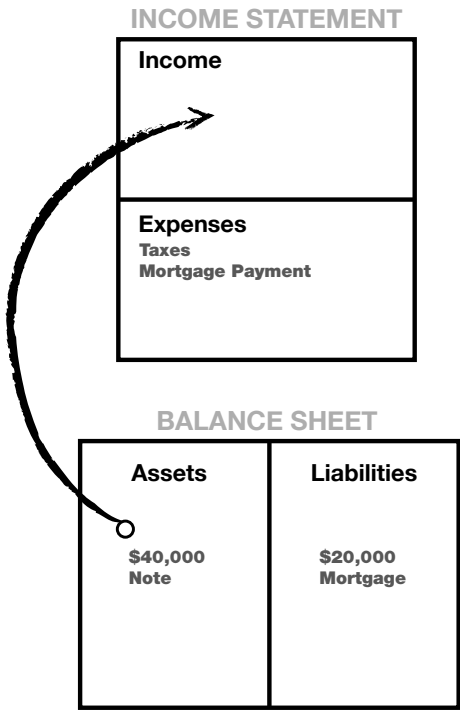 INCOME STATEMENT
Income
Expenses
Taxes
Mortgage Payment
BALANCE SHEET
Assets
$40,000
Note
Liabilities
$20,000
Mortgage